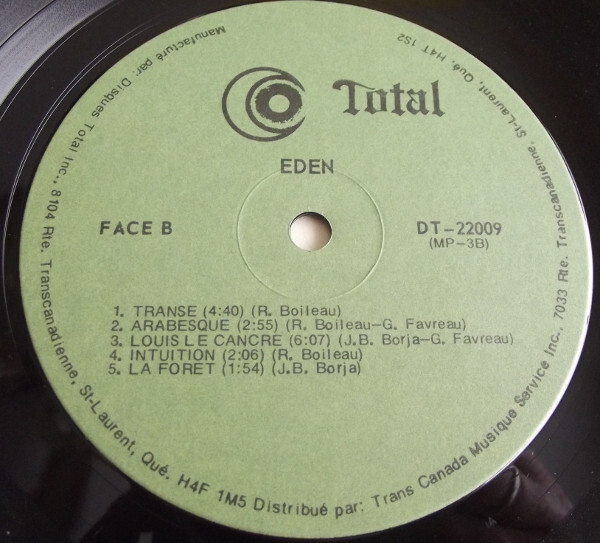 Total
EDEN
FACE B
DT-22009
(MP-3B)
1. TRANSE (4:40) (R. Boileau)
2. ARABESQUE (2:55) (R. Boileau-G. Favreau)
3. LOUIS LE CANCRE (6:07) (J.B. Borja-G. Favreau)
4. INTUITION (2:06) (R. Boileau)
5. LA FORET (1:54) (J.B. Borja)
Manufacturé par: Disques Total Inc., 8104 Rte. Transcanadienne, St-Laurent, Qué. H4F 1M5 Distribué par: Trans Canada Musique Service Inc., 7033 Rte. Transcanadienne, St-Laurent, Qué. H4T 1S2